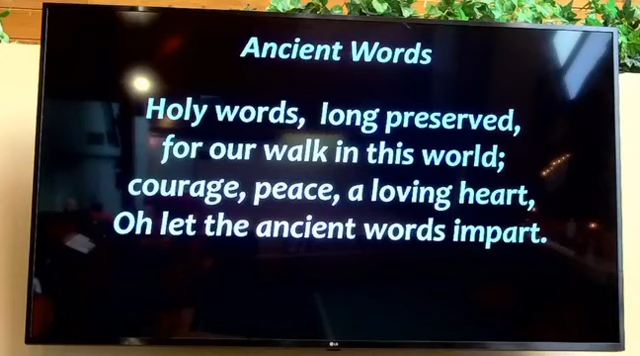 Ancient Words
Holy words, long preserved,
for our walk in this world;
courage, peace, a loving heart,
Oh let the ancient words impart.
LG